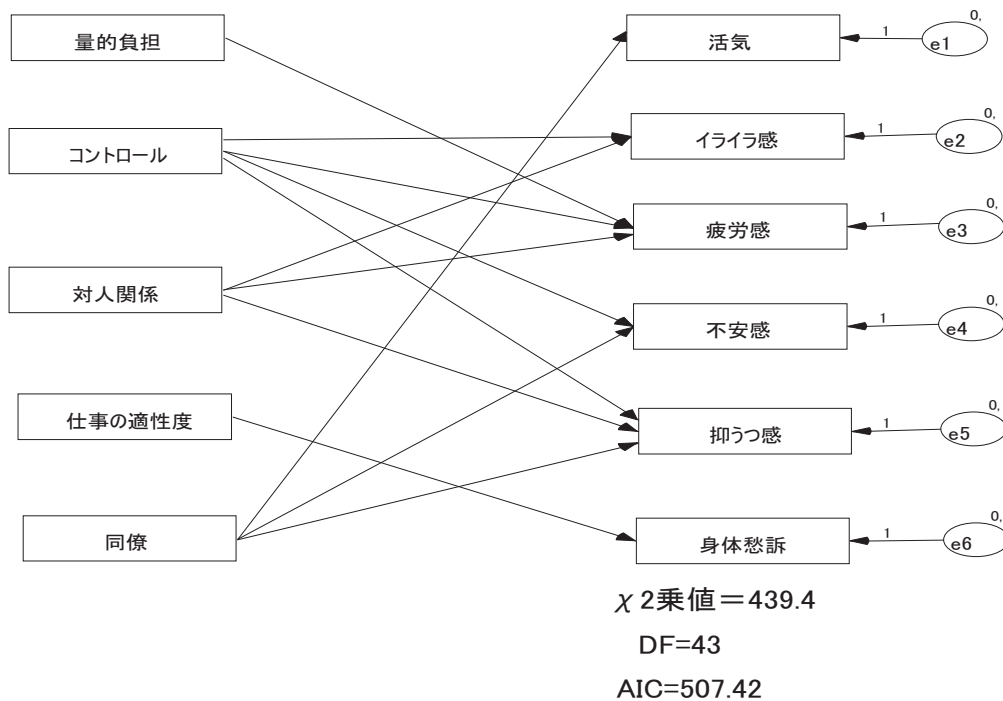 量的負担
コントロール
対人関係
仕事の適性度
同僚
活気
1
0,
e1
イライラ感
1
0,
e2
疲労感
1
0,
e3
不安感
1
0,
e4
抑うつ感
1
0,
e5
身体愁訴
1
0,
e6
χ2乗値=439.4
DF=43
AIC=507.42